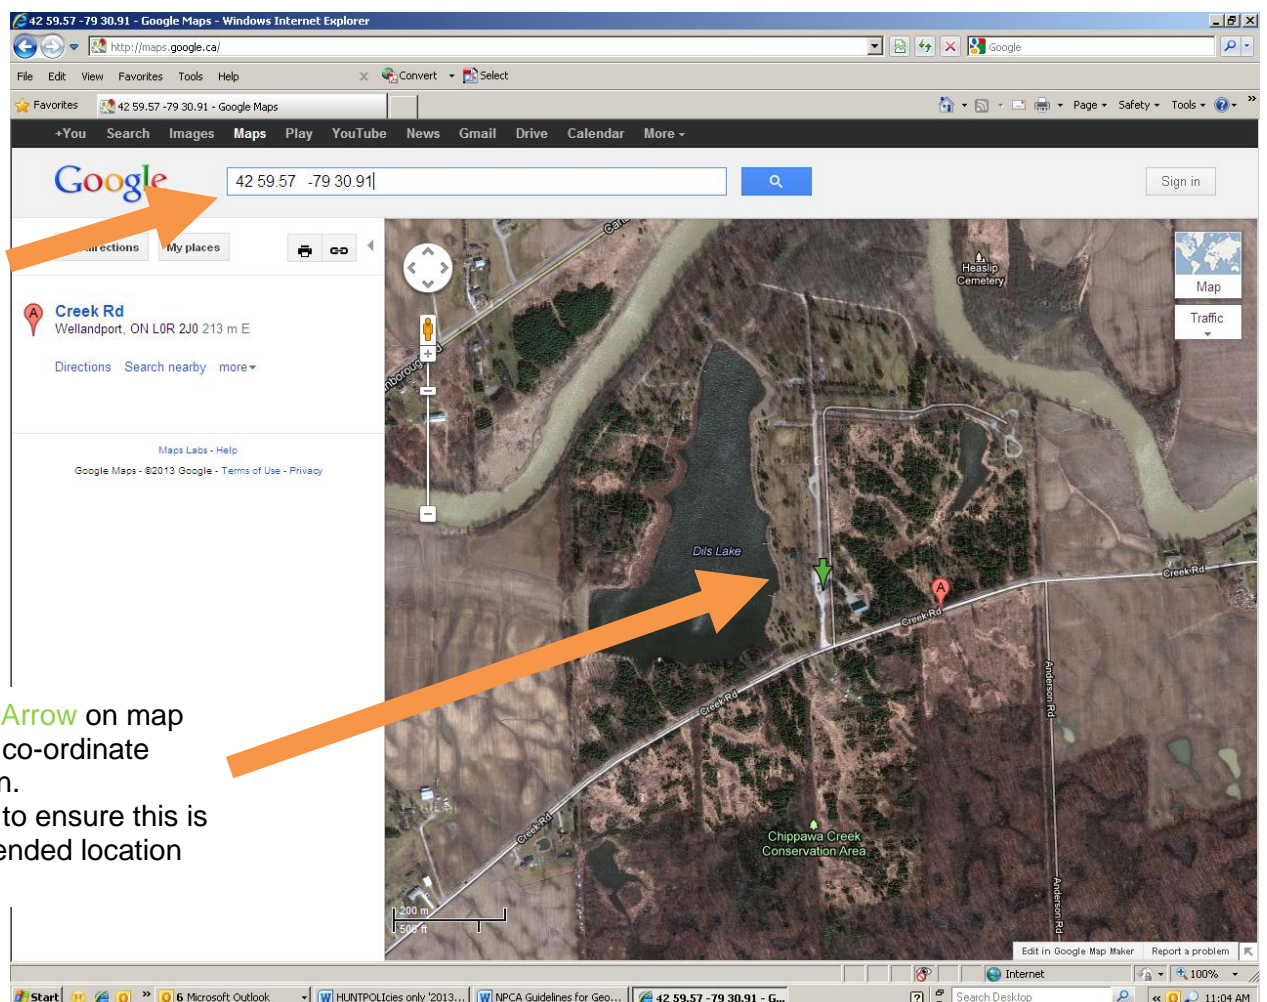 42 59.57 -79 30.91 - Google Maps - Windows Internet Explorer
http://maps.google.ca/
Google
File Edit View Favorites Tools Help
x Convert Select
Favorites
42 59.57 -79 30.91 - Google Maps
Page Safety Tools
+You Search Images Maps Play YouTube News Gmail Drive Calendar More
Google
42 59.57 -79 30.91
Sign in
My places
A
Creek Rd
Wellandport, ON L0R 2J0 213 m E
Directions Search nearby more
Maps Labs - Help
Google Maps - ©2013 Google - Terms of Use - Privacy
Heaslip
Cemetery
Map
Traffic
Dils Lake
A
Creek Rd
Creek Rd
Creek Rd
Creek Rd
Anderson Rd
Anderson Rd
Chippawa Creek
Conservation Area
200 m
500 ft
Arrow on map
co-ordinate
to ensure this is
location
Edit in Google Map Maker Report a problem
Internet
100%
Start
6 Microsoft Outlook
HUNTPOLIcies only '2013...
NPCA Guidelines for Geo...
42 59.57 -79 30.91 - G...
Search Desktop
11:04 AM